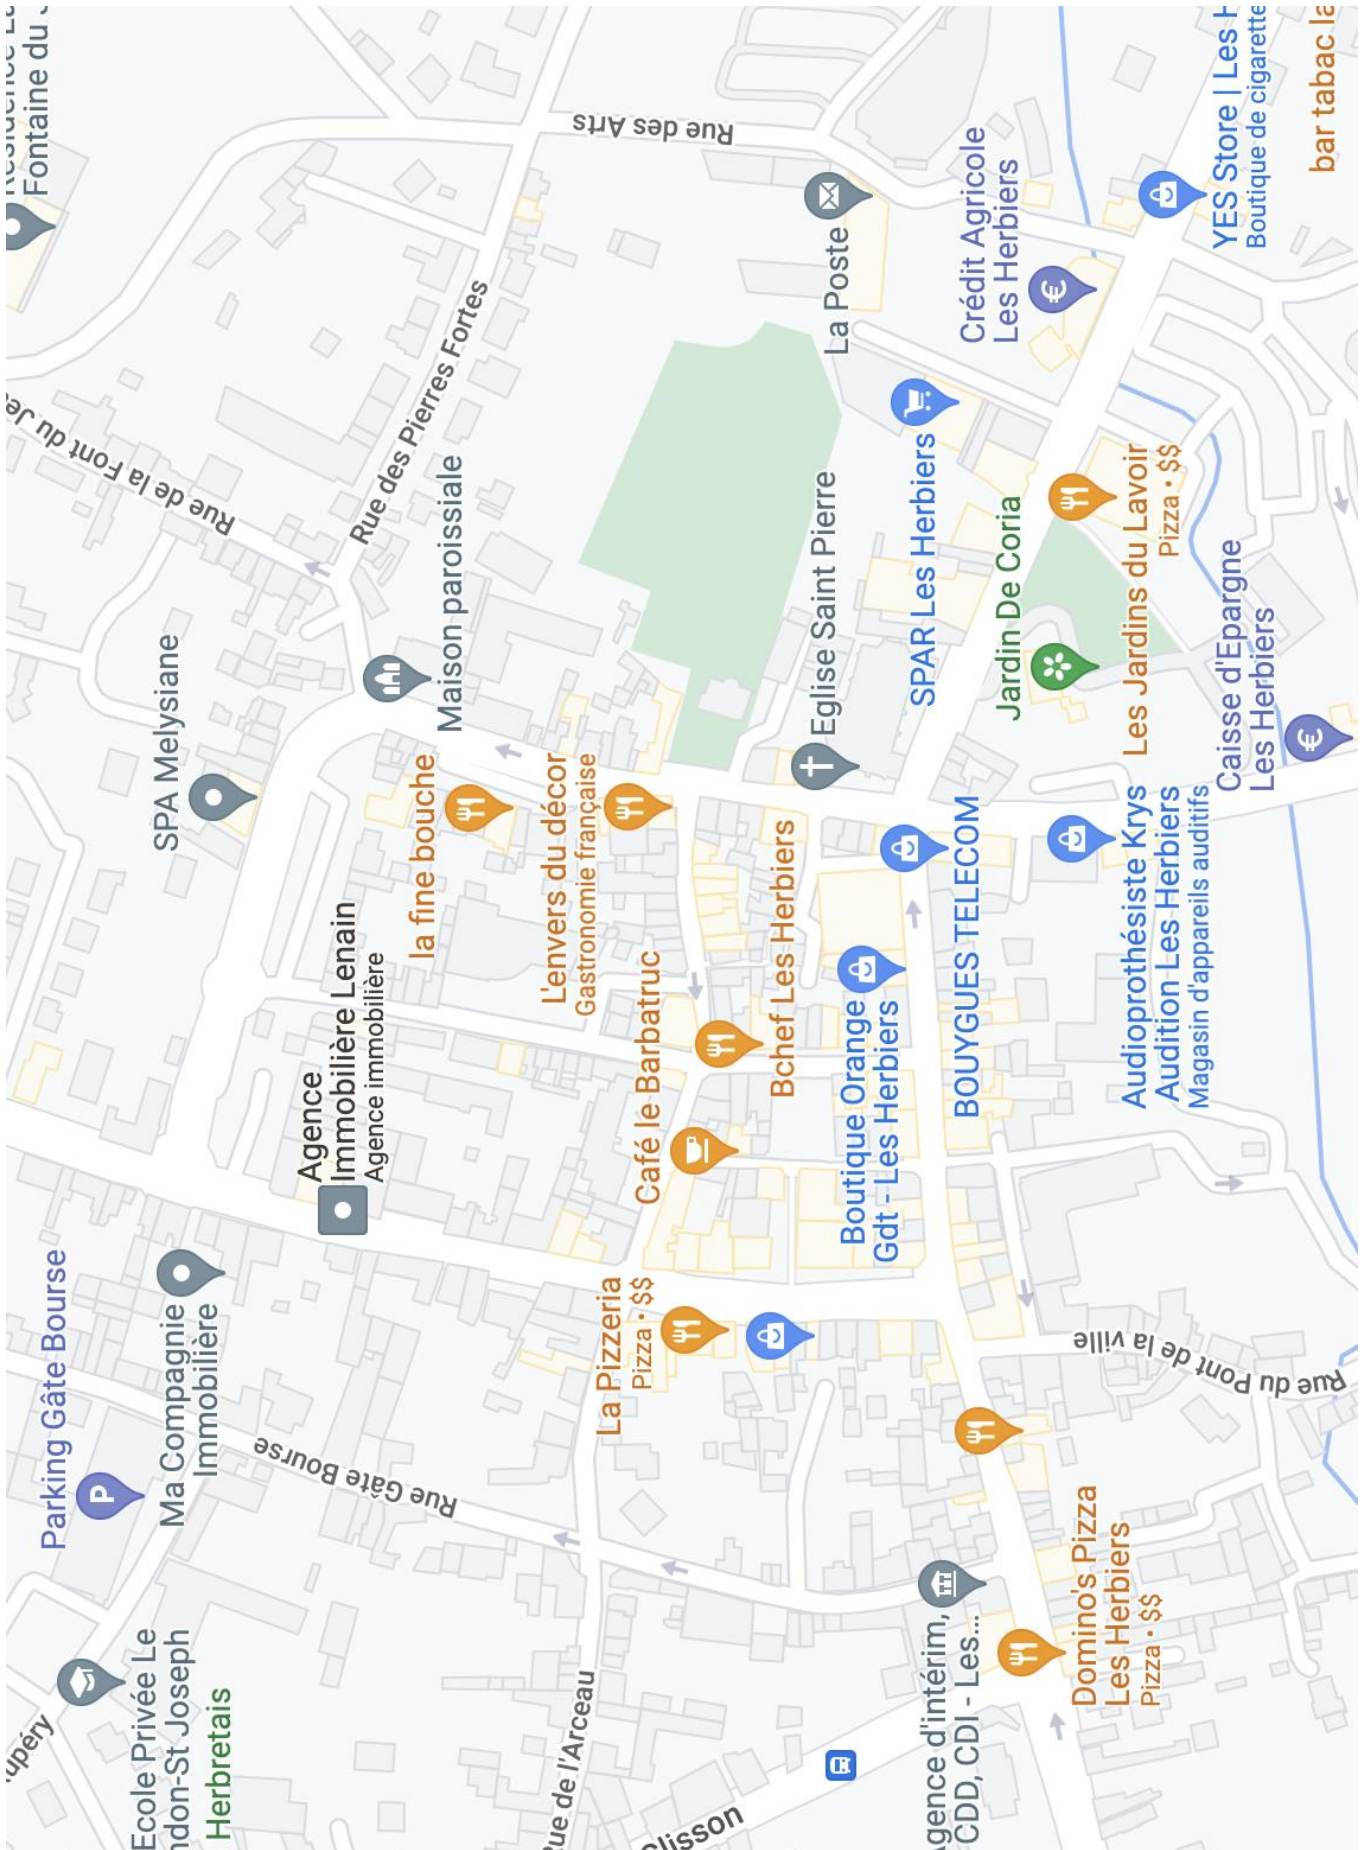 Fontaine du J
upéry
Parking Gâte Bourse
Rue de la Font du Je
Ecole Privée Le
ndon-St Joseph
Herbretais
Ma Compagnie
Immobilière
SPA Melysiane
Rue Gâte Bourse
Agence
Immobilière Lenain
Agence immobilière
Rue des Pierres Fortes
la fine bouche
Maison paroissiale
ue de l'Arceau
L'envers du décor
Gastronomie française
Rue des Arts
La Pizzeria
Pizza · $$
Café le Barbatruc
Clisson
Bchef Les Herbiers
Eglise Saint Pierre
La Poste
Boutique Orange
Gdt - Les Herbiers
SPAR Les Herbiers
gence d'intérim,
CDD, CDI - Les...
BOUYGUES TELECOM
Crédit Agricole
Les Herbiers
Jardin De Coria
Domino's Pizza
Les Herbiers
Pizza · $$
Rue du Pont de la ville
Audioprothésiste Krys
Audition Les Herbiers
Magasin d'appareils auditifs
Les Jardins du Lavoir
Pizza · $$
Caisse d'Epargne
Les Herbiers
YES Store | Les H
Boutique de cigarette
bar tabac la